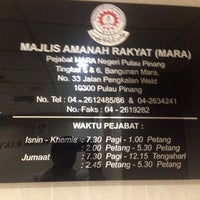 MAJLIS AMANAH RAKYAT (MARA)
Pejabat MARA Negeri Pulau Pinang
Tingkat 5 & 6, Bangunan Mara,
No. 33 Jalan Pengkalan Weld
10300 Pulau Pinang
No. Tel : 04 - 2612485/86 & 04-2634241
No. Faks : 04 - 2619282
WAKTU PEJABAT :
Isnin - Khamis : 7.30 Pagi - 1.00 Petang
2.00 Petang - 5.30 Petang
Jumaat : 7.30 Pagi - 12.15 Tengahari
2.45 Petang - 5.30 Petang